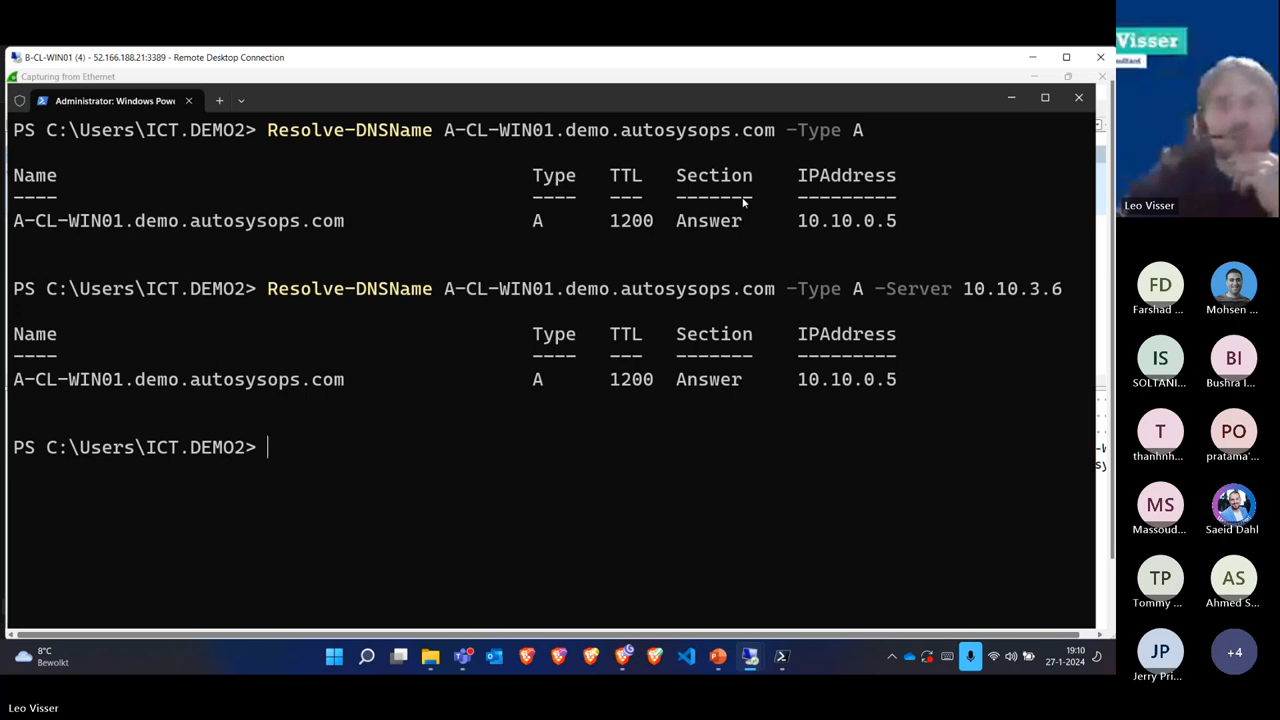 B-CL-WIN01 (4) - 52.166.188.21:3389 - Remote Desktop Connection
Capturing from Ethernet
Administrator: Windows Powe
PS C:\Users\ICT.DEMO2> Resolve-DNSName A-CL-WIN01.demo.autosysops.com -Type A
Name Type TTL Section IPAddress
---- ---- --- ------- ---------
A-CL-WIN01.demo.autosysops.com A 1200 Answer 10.10.0.5
PS C:\Users\ICT.DEMO2> Resolve-DNSName A-CL-WIN01.demo.autosysops.com -Type A -Server 10.10.3.6
Name Type TTL Section IPAddress
---- ---- --- ------- ---------
A-CL-WIN01.demo.autosysops.com A 1200 Answer 10.10.0.5
PS C:\Users\ICT.DEMO2>
8°C
Bewolkt
19:10
27-1-2024
Visser
Leo Visser
FD
Farshad ...
Mohsen ...
IS
SOLTANI...
BI
Bushra I...
T
thanhnh...
PO
pratama'...
MS
Massoud...
Saeid Dahl
TP
Tommy ...
AS
Ahmed S...
JP
Jerry Pri...
+4
Leo Visser